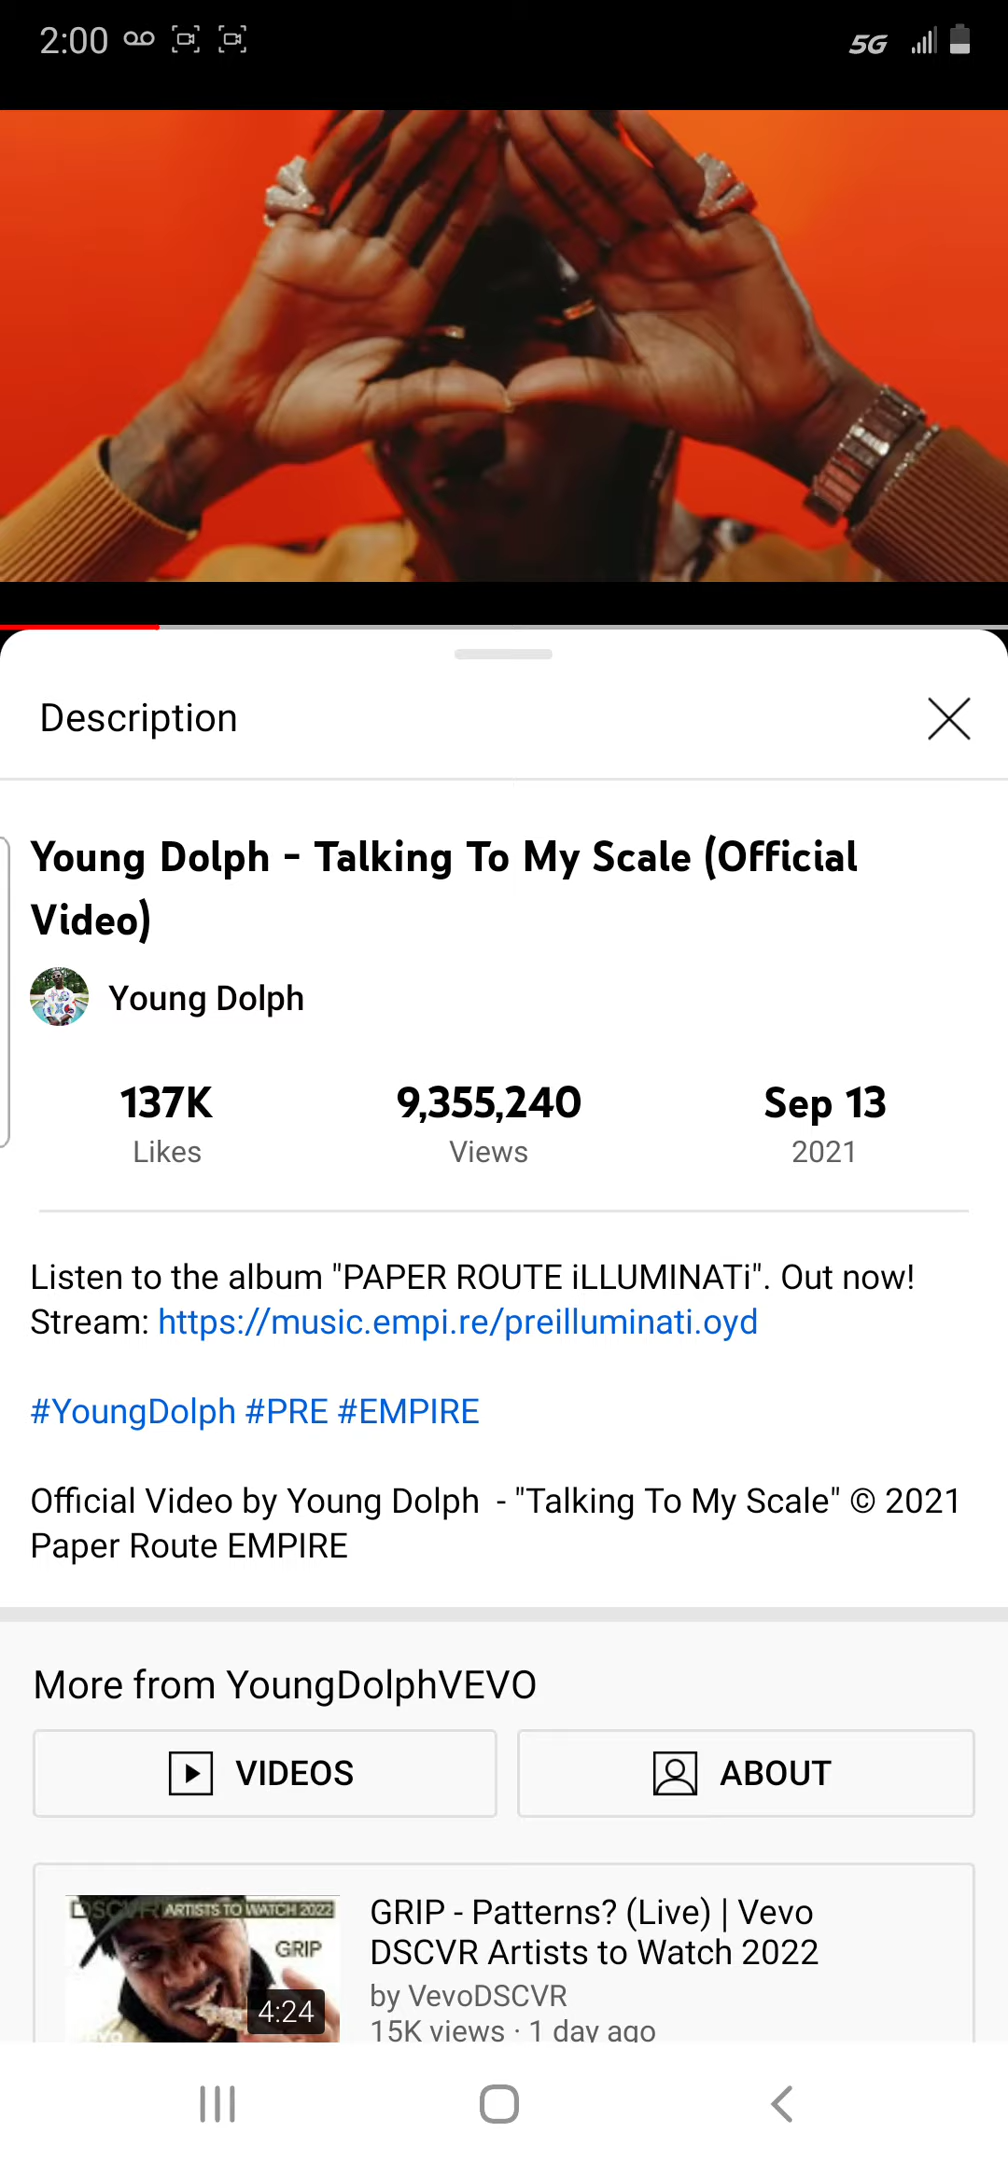 2:00
5G
Description
Young Dolph - Talking To My Scale (Official
Video)
Young Dolph
137K
9,355,240
Sep 13
Likes
Views
2021
Listen to the album "PAPER ROUTE iLLUMINATi". Out now!
Stream: https://music.empi.re/preilluminati.oyd
#YoungDolph #PRE #EMPIRE
Official Video by Young Dolph  - "Talking To My Scale" © 2021
Paper Route EMPIRE
More from YoungDolphVEVO
VIDEOS
ABOUT
DSCVR ARTISTS TO WATCH 2022
GRIP
4:24
GRIP - Patterns? (Live) | Vevo
DSCVR Artists to Watch 2022
by VevoDSCVR
15K views · 1 day ago